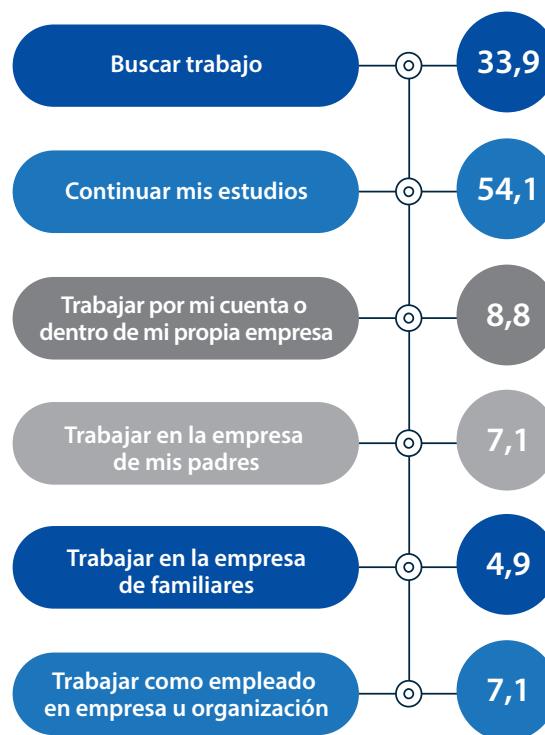 Buscar trabajo
33,9
Continuar mis estudios
54,1
Trabajar por mi cuenta o
dentro de mi propia empresa
8,8
Trabajar en la empresa
de mis padres
7,1
Trabajar en la empresa
de familiares
4,9
Trabajar como empleado
en empresa u organización
7,1